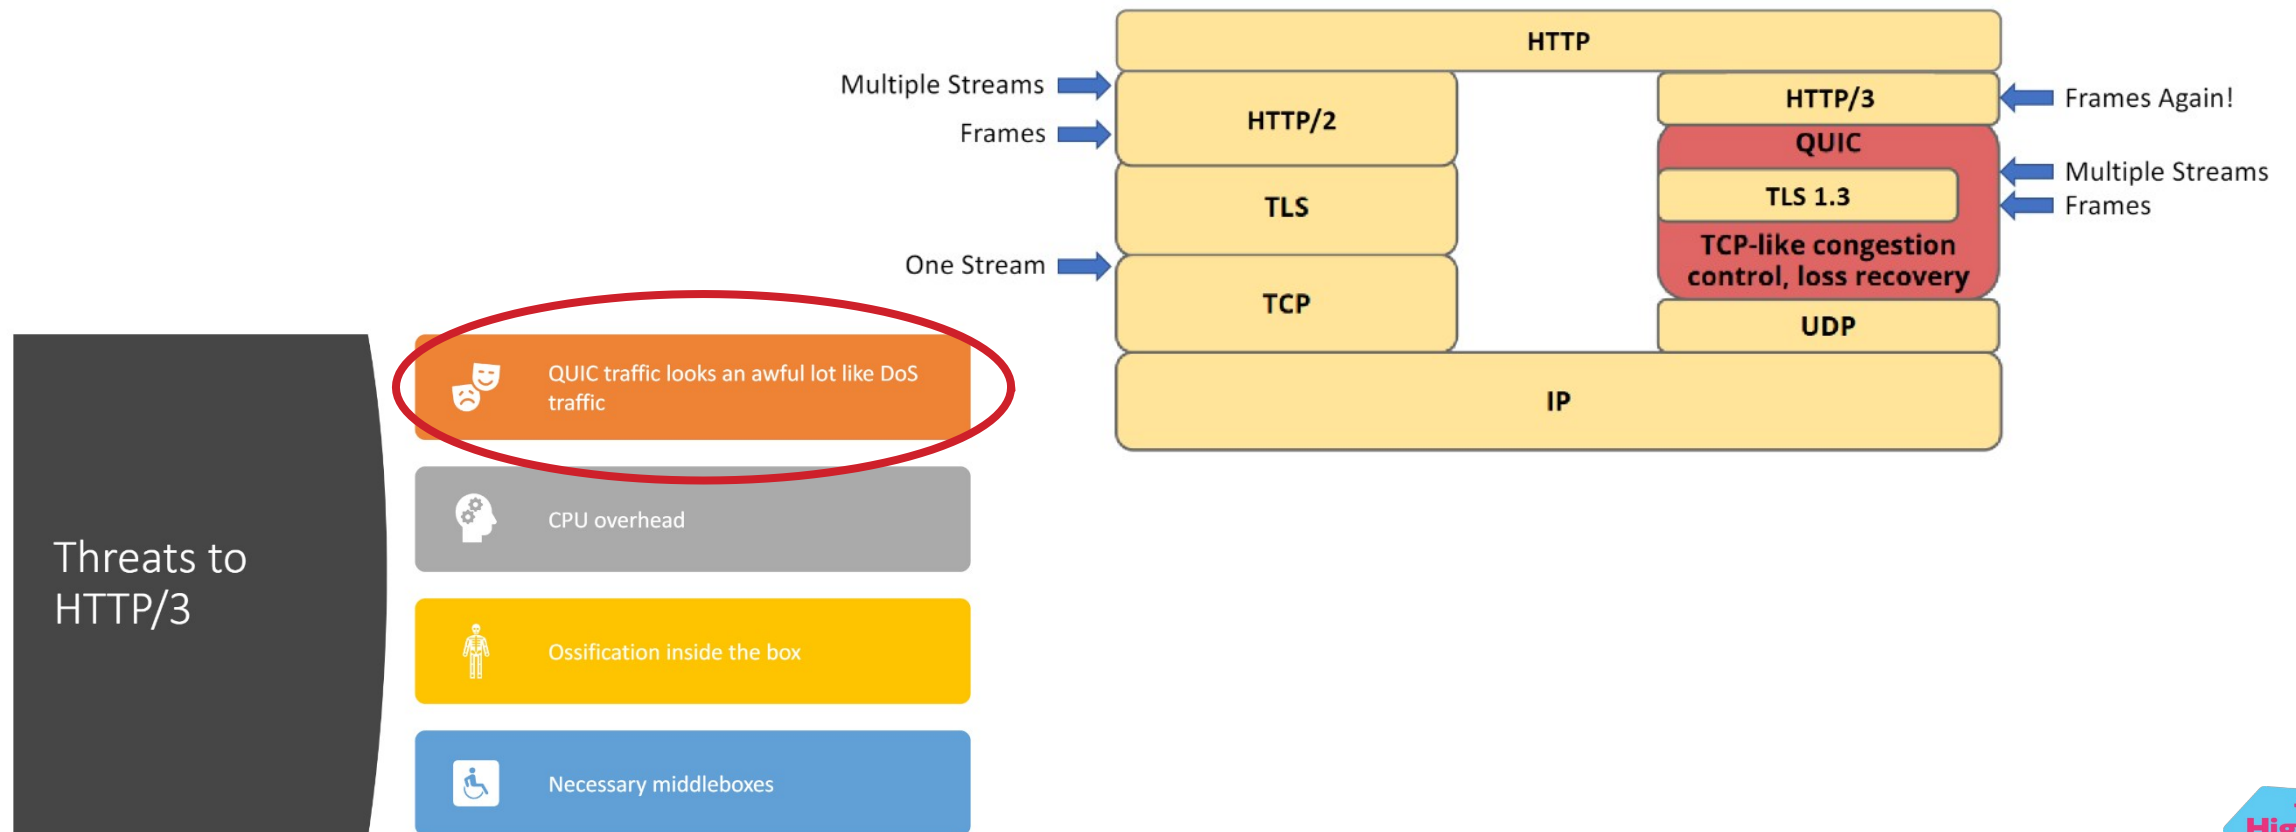 HTTP
Multiple Streams
Frames
HTTP/2
TLS
One Stream
TCP
HTTP/3
Frames Again!
QUIC
Multiple Streams
TLS 1.3
Frames
TCP-like congestion
control, loss recovery
UDP
IP
Threats to
HTTP/3
QUIC traffic looks an awful lot like DoS
traffic
CPU overhead
Ossification inside the box
Necessary middleboxes